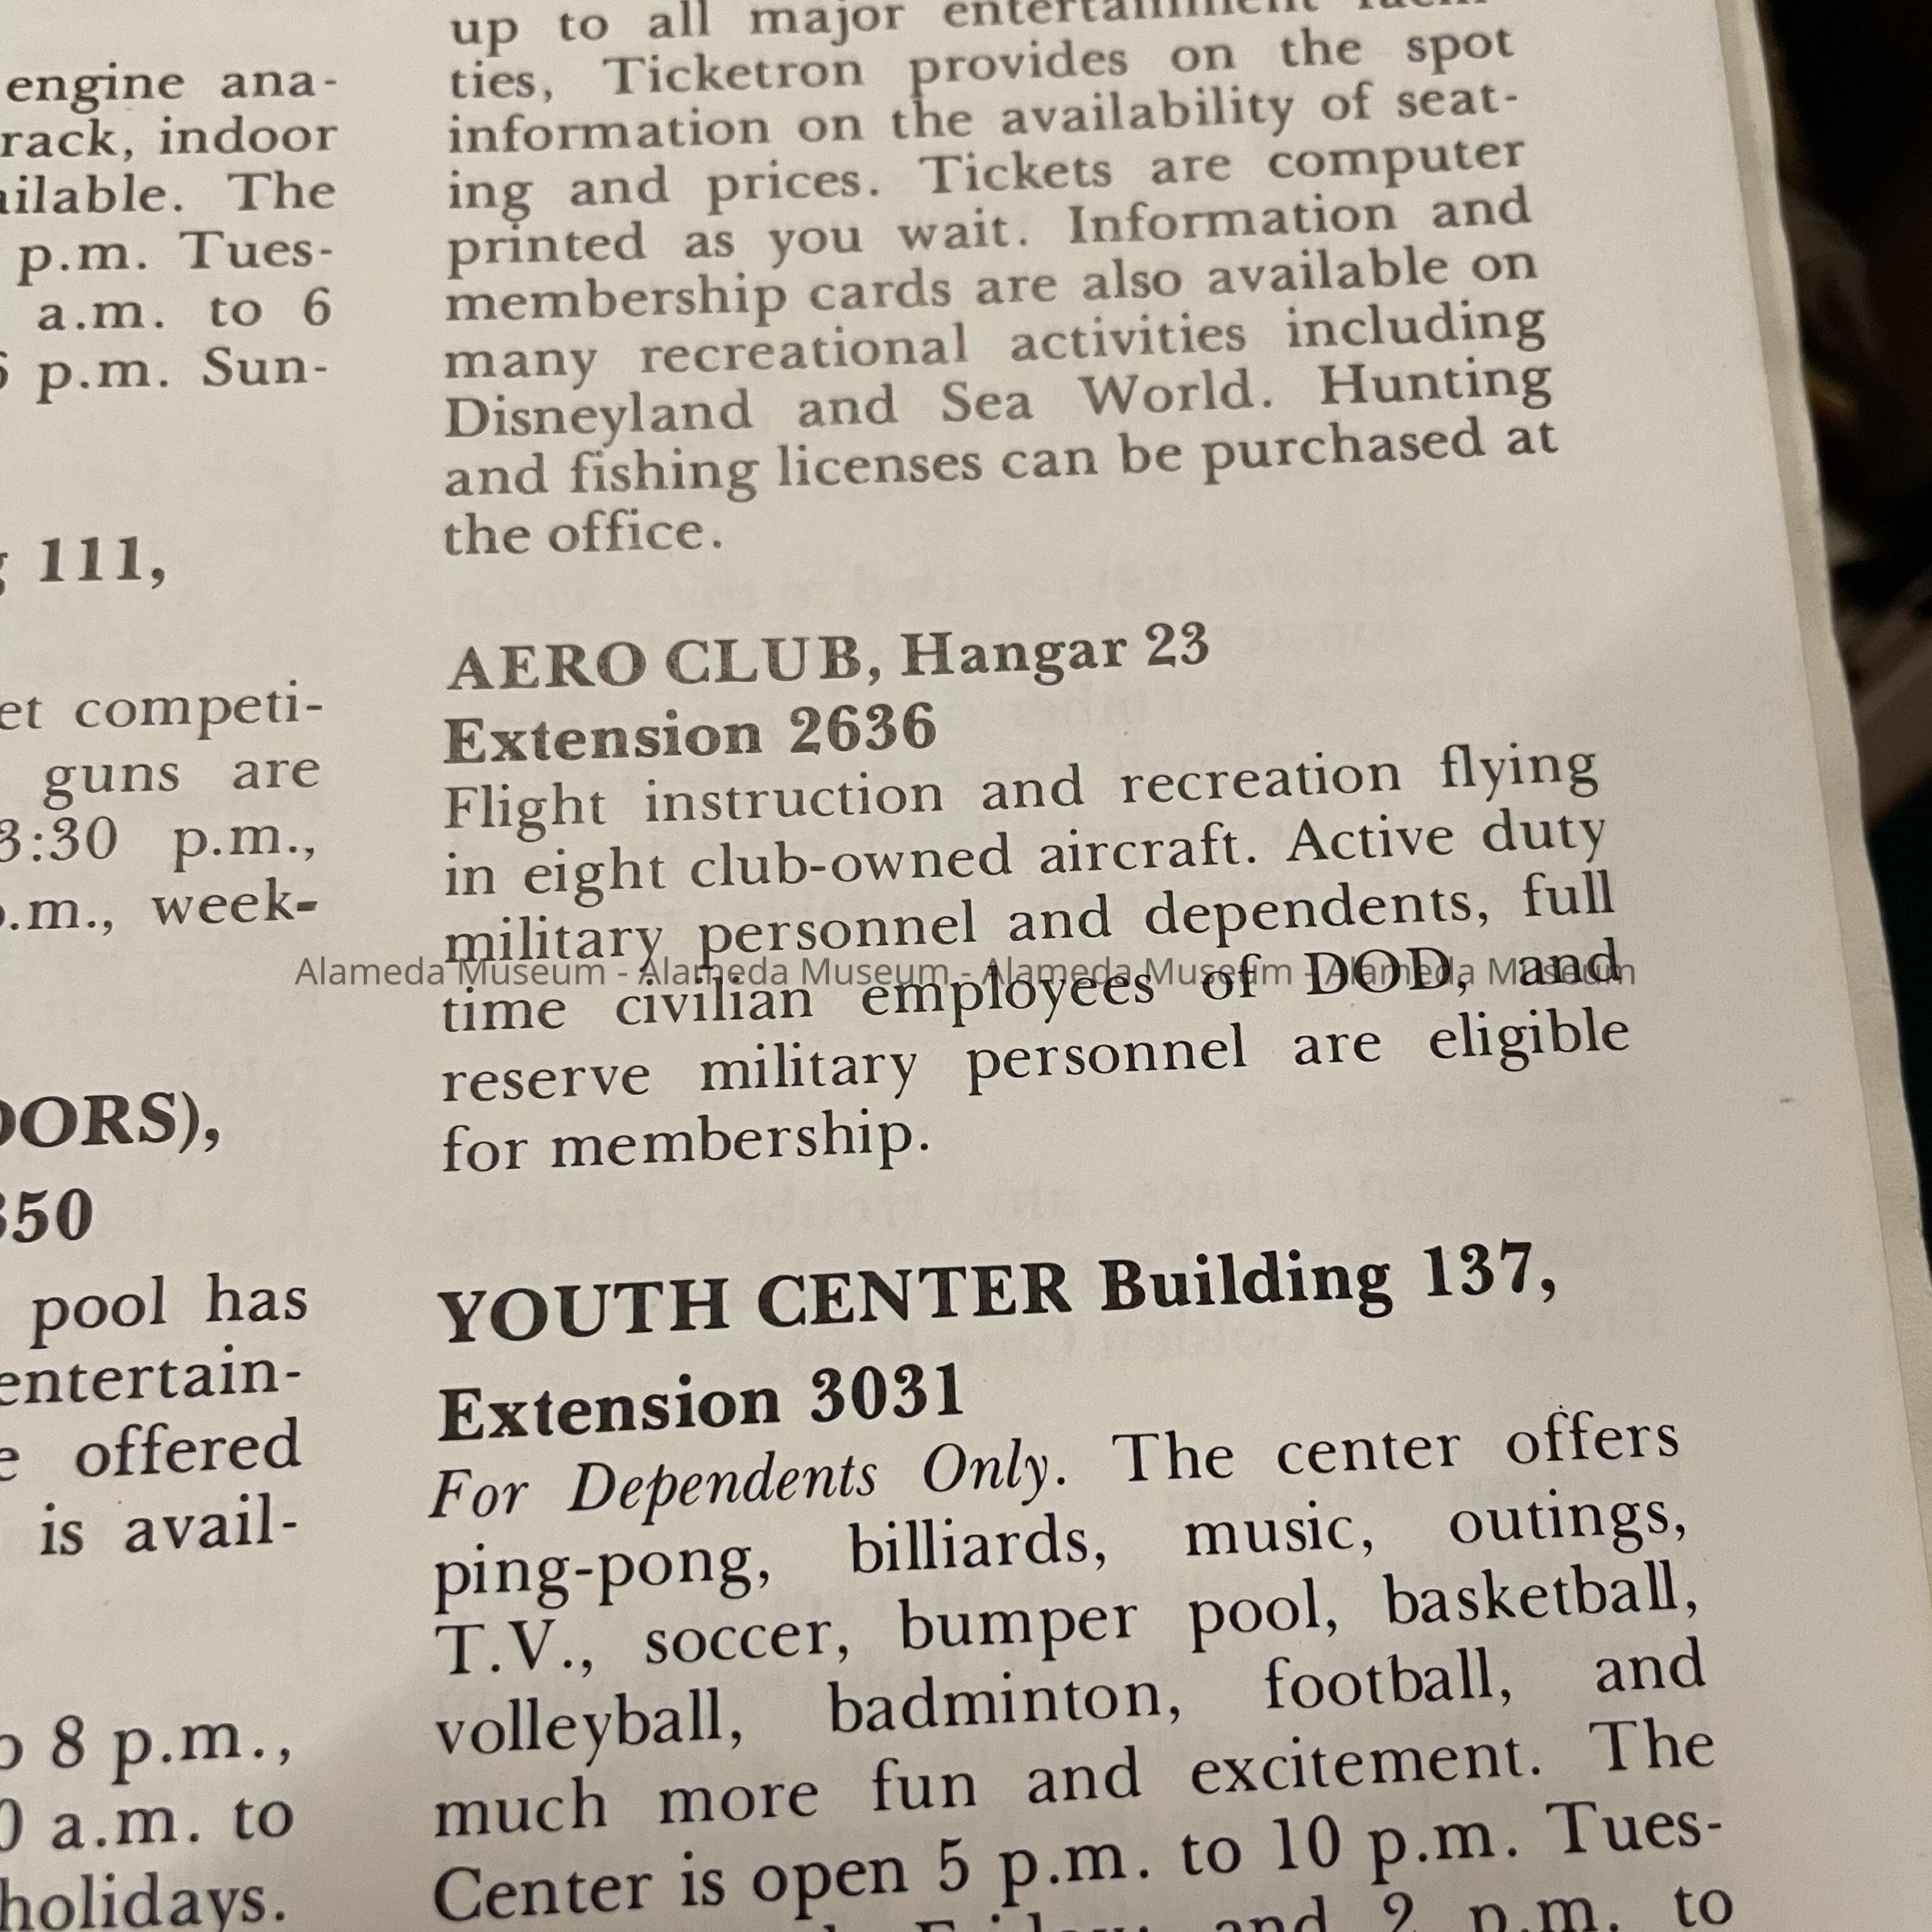 engine ana-
rack, indoor
The
p.m. Tues-
a.m. to 6
p.m. Sun-
111,
competi-
guns are
3:30 p.m.,
week-
pool has
entertain-
offered
is avail-
8 p.m.,
a.m. to
holidays.
up to all major entertainment
ties, Ticketron provides on the spot
information on the availability of seat-
ing and prices. Tickets are computer
printed as you wait. Information and
membership cards are also available on
many recreational activities including
Disneyland and Sea World. Hunting
and fishing licenses can be purchased at
the office.
AERO CLUB, Hangar 23
Extension 2636
Flight instruction and recreation flying
in eight club-owned aircraft. Active duty
military personnel and dependents, full
time civilian employees of DOD, and
reserve military personnel are eligible
for membership.
YOUTH CENTER Building 137,
Extension 3031
For Dependents Only. The center offers
ping-pong, billiards, music, outings,
T.V., soccer, bumper pool, basketball,
volleyball, badminton, football, and
much more fun and excitement. The
Center is open 5 p.m. to 10 p.m. Tues-
and 2 p.m. to
Alameda Museum - Alameda Museum - Alameda Museum - Alameda Museum